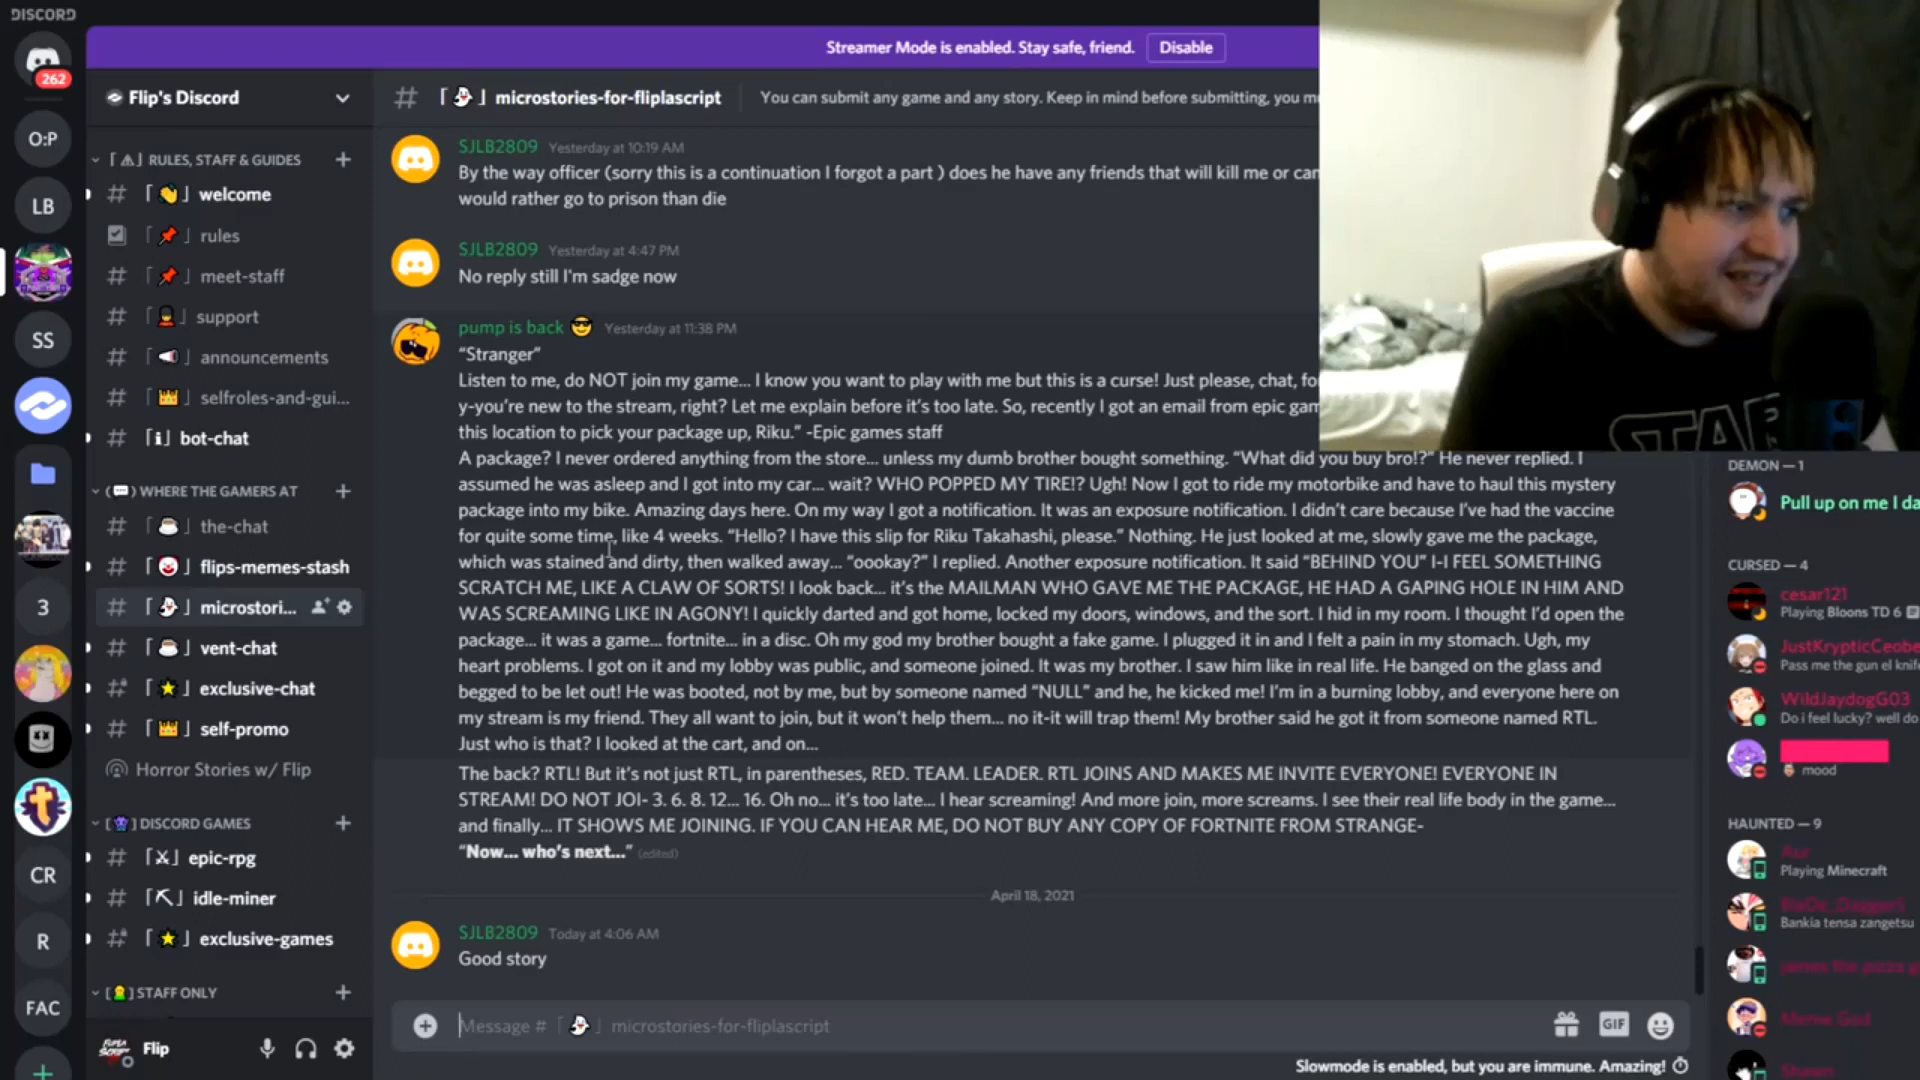 DISCORD
Streamer Mode is enabled. Stay safe, friend.
Disable
262
Flip's Discord
「👻」 microstories-for-fliplascript
You can submit any game and any story. Keep in mind before submitting, you m
O:P
LB
SS
3
CR
R
FAC
「⚠」 RULES, STAFF & GUIDES
「👋」 welcome
「📌」 rules
「📌」 meet-staff
「」 support
「📢」 announcements
「👑」 selfroles-and-gui...
「ℹ」 bot-chat
(💬) WHERE THE GAMERS AT
「☕」 the-chat
「🤡」 flips-memes-stash
「👻」 microstori...
「☕」 vent-chat
「⭐」 exclusive-chat
「👑」 self-promo
Horror Stories w/ Flip
[👾] DISCORD GAMES
「⚔」 epic-rpg
「⛏」 idle-miner
「⭐」 exclusive-games
STAFF ONLY
Flip
SJLB2809 Yesterday at 10:19 AM
By the way officer (sorry this is a continuation I forgot a part ) does he have any friends that will kill me or can
would rather go to prison than die
SJLB2809 Yesterday at 4:47 PM
No reply still I'm sadge now
pump is back 😎 Yesterday at 11:38 PM
“Stranger”
Listen to me, do NOT join my game... I know you want to play with me but this is a curse! Just please, chat, fo
y-you’re new to the stream, right? Let me explain before it’s too late. So, recently I got an email from epic gam
this location to pick your package up, Riku.” -Epic games staff
A package? I never ordered anything from the store... unless my dumb brother bought something. “What did you buy bro!?” He never replied. I
assumed he was asleep and I got into my car... wait? WHO POPPED MY TIRE!? Ugh! Now I got to ride my motorbike and have to haul this mystery
package into my bike. Amazing days here. On my way I got a notification. It was an exposure notification. I didn’t care because I’ve had the vaccine
for quite some time, like 4 weeks. “Hello? I have this slip for Riku Takahashi, please.” Nothing. He just looked at me, slowly gave me the package,
which was stained and dirty, then walked away... “oookay?” I replied. Another exposure notification. It said “BEHIND YOU” I-I FEEL SOMETHING
SCRATCH ME, LIKE A CLAW OF SORTS! I look back... it’s the MAILMAN WHO GAVE ME THE PACKAGE, HE HAD A GAPING HOLE IN HIM AND
WAS SCREAMING LIKE IN AGONY! I quickly darted and got home, locked my doors, windows, and the sort. I hid in my room. I thought I’d open the
package... it was a game... fortnite... in a disc. Oh my god my brother bought a fake game. I plugged it in and I felt a pain in my stomach. Ugh, my
heart problems. I got on it and my lobby was public, and someone joined. It was my brother. I saw him like in real life. He banged on the glass and
begged to be let out! He was booted, not by me, but by someone named “NULL” and he, he kicked me! I’m in a burning lobby, and everyone here on
my stream is my friend. They all want to join, but it won’t help them... no it-it will trap them! My brother said he got it from someone named RTL.
Just who is that? I looked at the cart, and on...
The back? RTL! But it’s not just RTL, in parentheses, RED. TEAM. LEADER. RTL JOINS AND MAKES ME INVITE EVERYONE! EVERYONE IN
STREAM! DO NOT JOI- 3. 6. 8. 12... 16. Oh no... it’s too late... I hear screaming! And more join, more screams. I see their real life body in the game...
and finally... IT SHOWS ME JOINING. IF YOU CAN HEAR ME, DO NOT BUY ANY COPY OF FORTNITE FROM STRANGE-
“Now... who’s next...” (edited)
April 18, 2021
SJLB2809 Today at 4:06 AM
Good story
Message # 「👻」 microstories-for-fliplascript
GIF
Slowmode is enabled, but you are immune. Amazing!
STAR
DEMON — 1
Pull up on me I da
CURSED — 4
cesar121
Playing Bloons TD 6
JustKrypticCeobe
Pass me the gun el knife
WildJaydogG03
Do i feel lucky? well do
mood
HAUNTED — 9
Playing Minecraft
Bankia tensa zangetsu